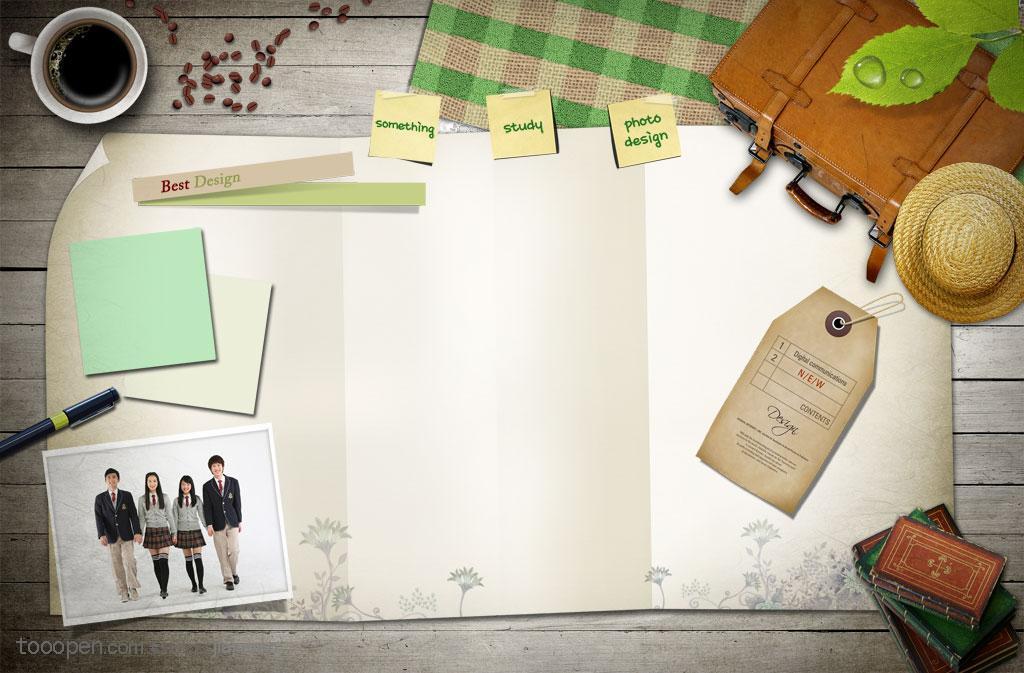 something
study
photo
design
Best Design
1 Digital communications
2 N/E/W
CONTENTS
Design
tooopen.com